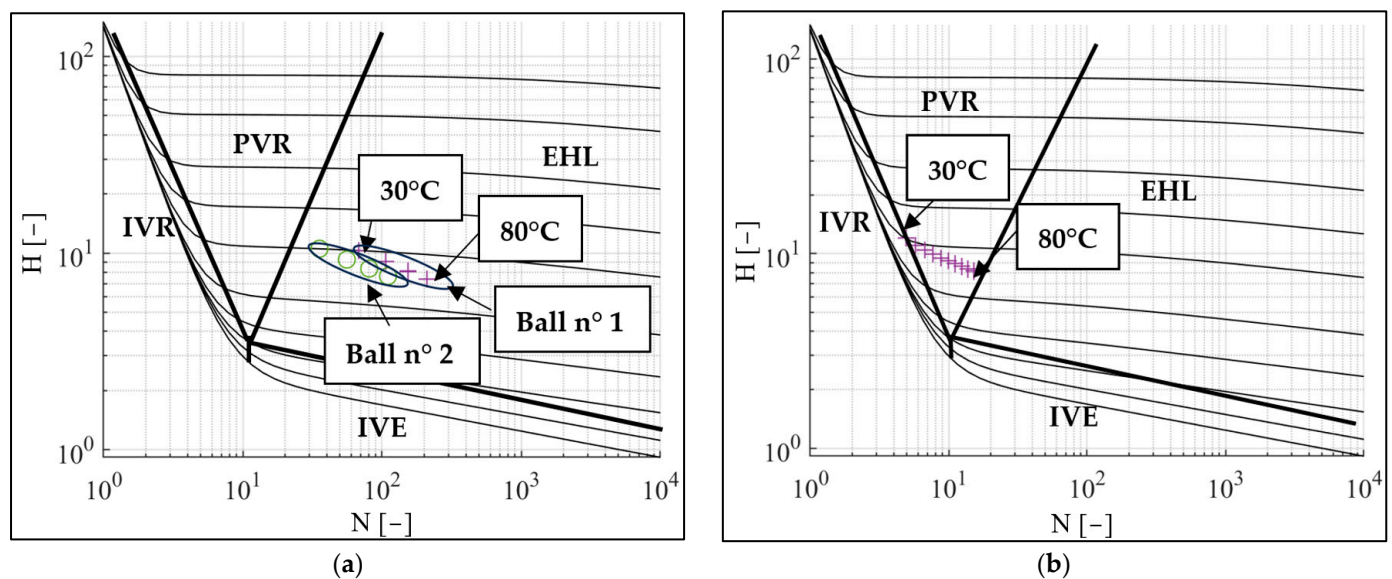 10²
10¹
10⁰
H [−]
PVR
EHL
30°C
IVR
80°C
Ball n° 1
Ball n° 2
IVE
10⁰ 10¹ 10² 10³ 10⁴
N [−]
(a)
10²
10¹
10⁰
H [−]
PVR
30°C
EHL
IVR
80°C
IVE
10⁰ 10¹ 10² 10³ 10⁴
N [−]
(b)